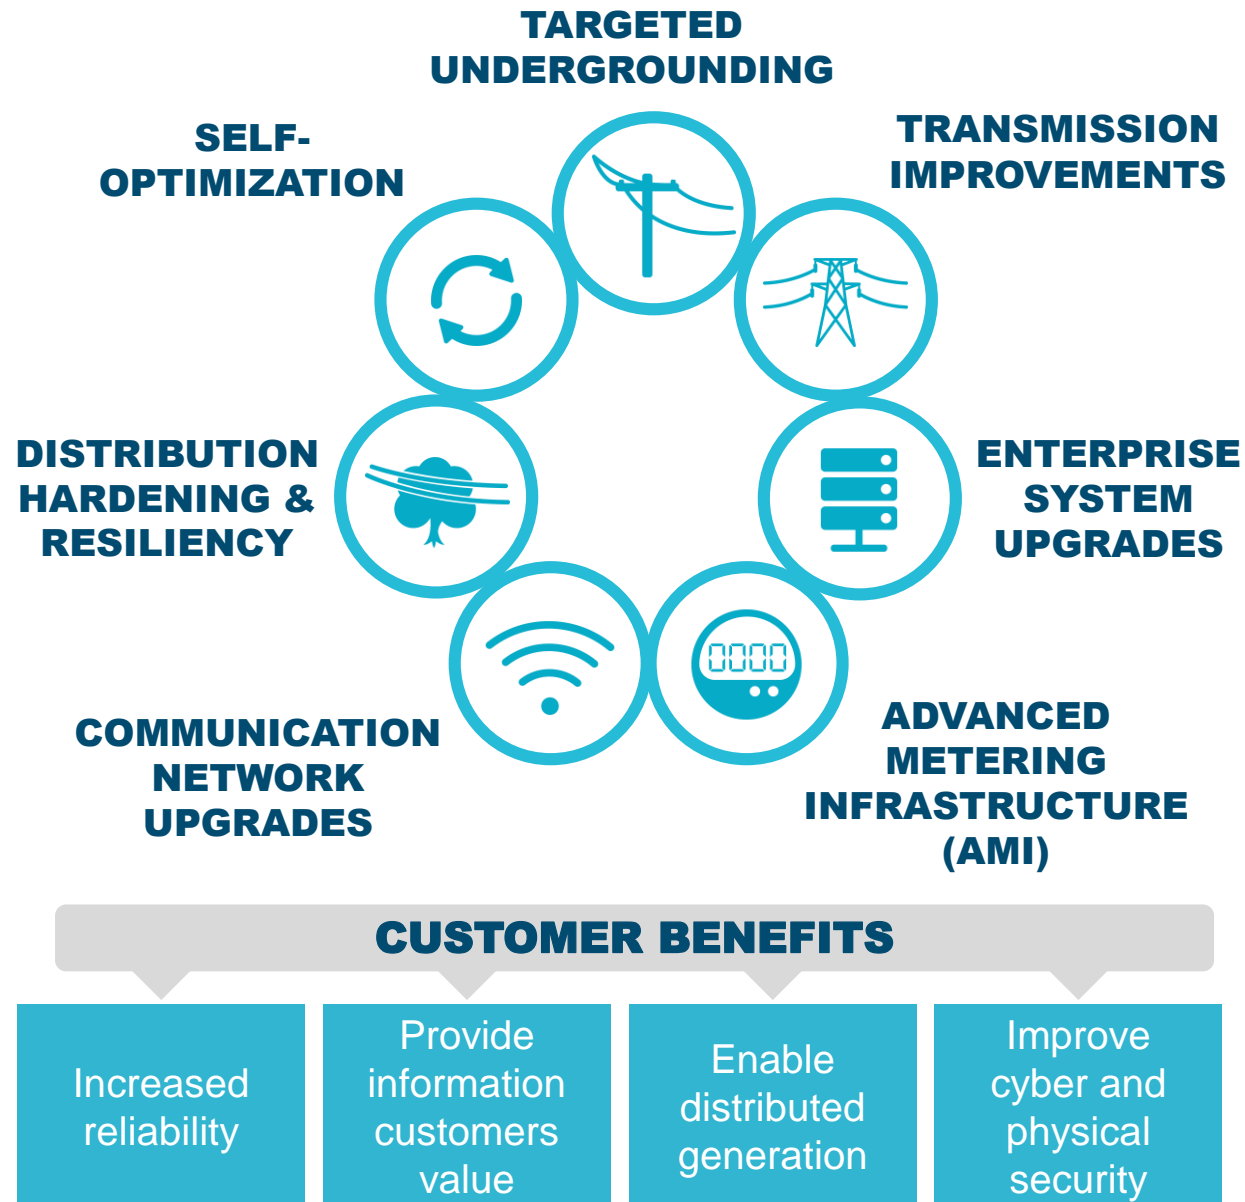 TARGETED
UNDERGROUNDING
SELF-
OPTIMIZATION
TRANSMISSION
IMPROVEMENTS
DISTRIBUTION
HARDENING &
RESILIENCY
ENTERPRISE
SYSTEM
UPGRADES
0000
COMMUNICATION
NETWORK
UPGRADES
ADVANCED
METERING
INFRASTRUCTURE
(AMI)
CUSTOMER BENEFITS
Increased
reliability
Provide
information
customers
value
Enable
distributed
generation
Improve
cyber and
physical
security